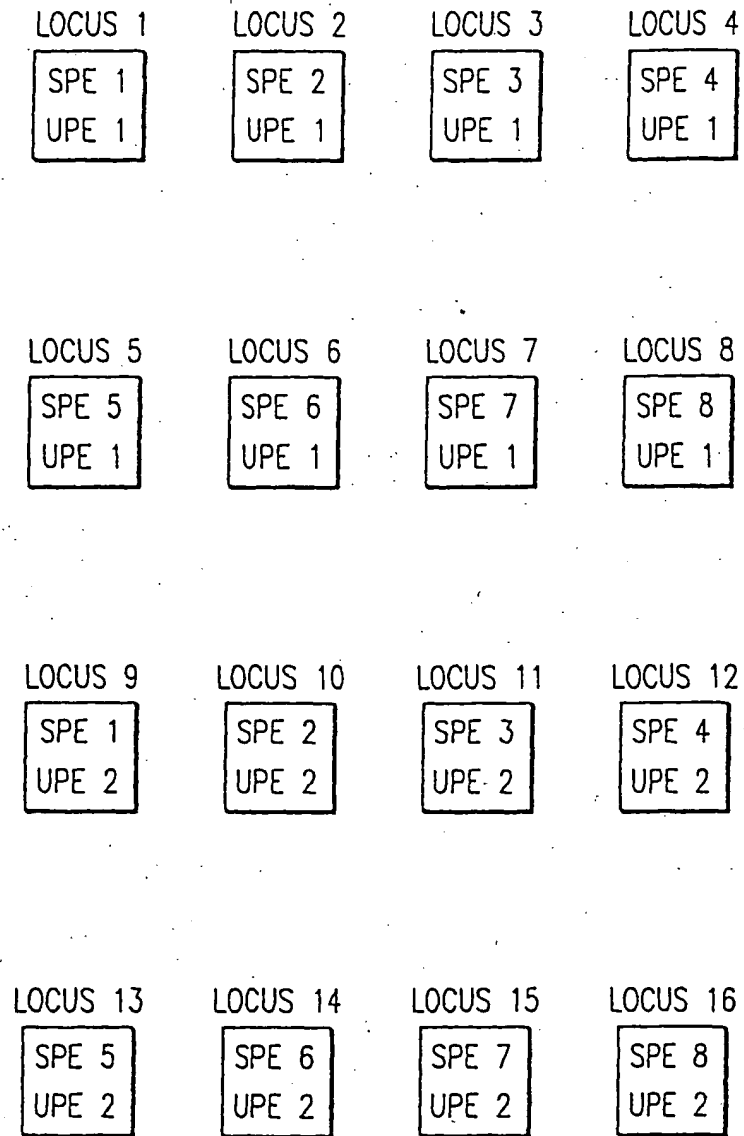 LOCUS 1 LOCUS 2 LOCUS 3 LOCUS 4
SPE 1 SPE 2 SPE 3 SPE 4
UPE 1 UPE 1 UPE 1 UPE 1
LOCUS 5 LOCUS 6 LOCUS 7 LOCUS 8
SPE 5 SPE 6 SPE 7 SPE 8
UPE 1 UPE 1 UPE 1 UPE 1
LOCUS 9 LOCUS 10 LOCUS 11 LOCUS 12
SPE 1 SPE 2 SPE 3 SPE 4
UPE 2 UPE 2 UPE 2 UPE 2
LOCUS 13 LOCUS 14 LOCUS 15 LOCUS 16
SPE 5 SPE 6 SPE 7 SPE 8
UPE 2 UPE 2 UPE 2 UPE 2